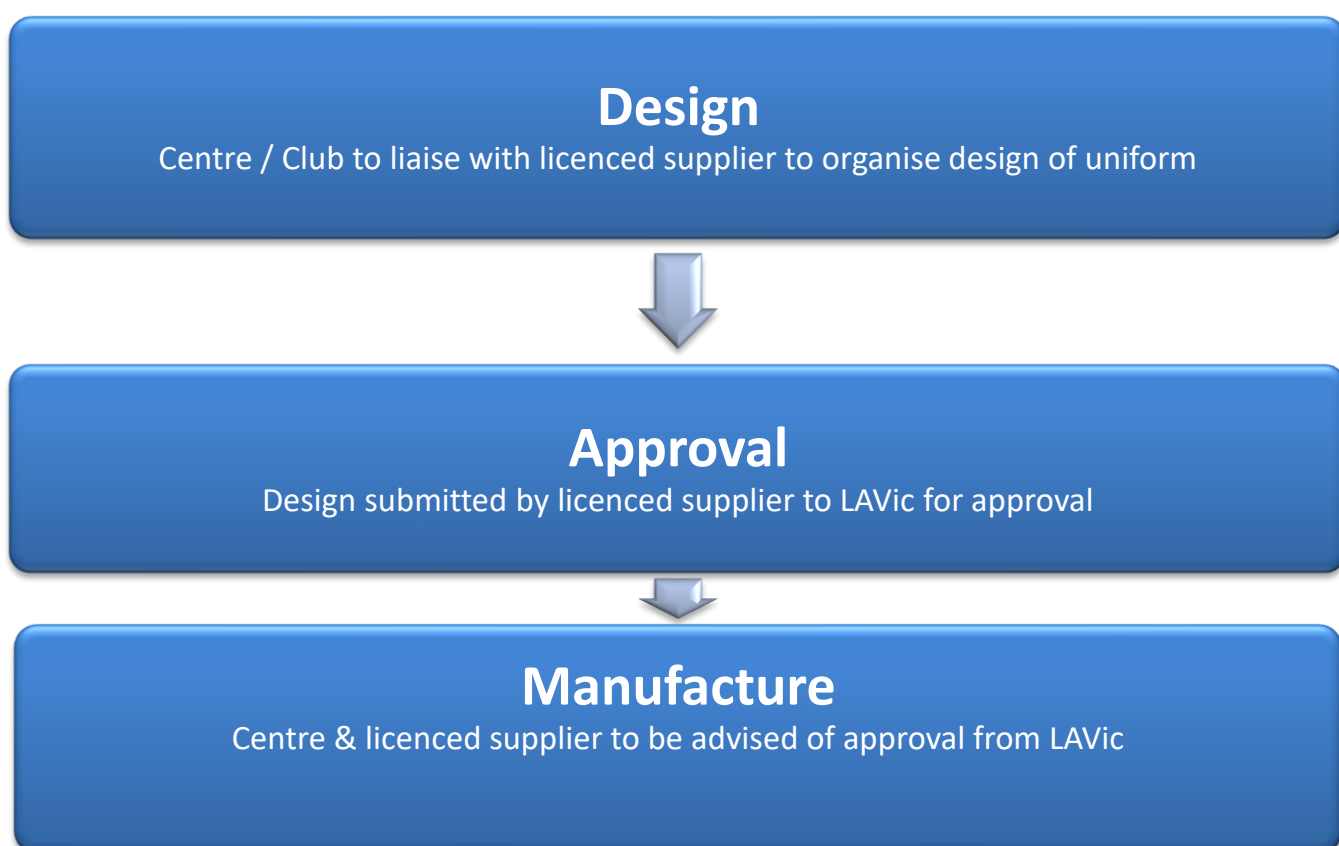 Design
Centre / Club to liaise with licenced supplier to organise design of uniform
Approval
Design submitted by licenced supplier to LAVic for approval
Manufacture
Centre & licenced supplier to be advised of approval from LAVic